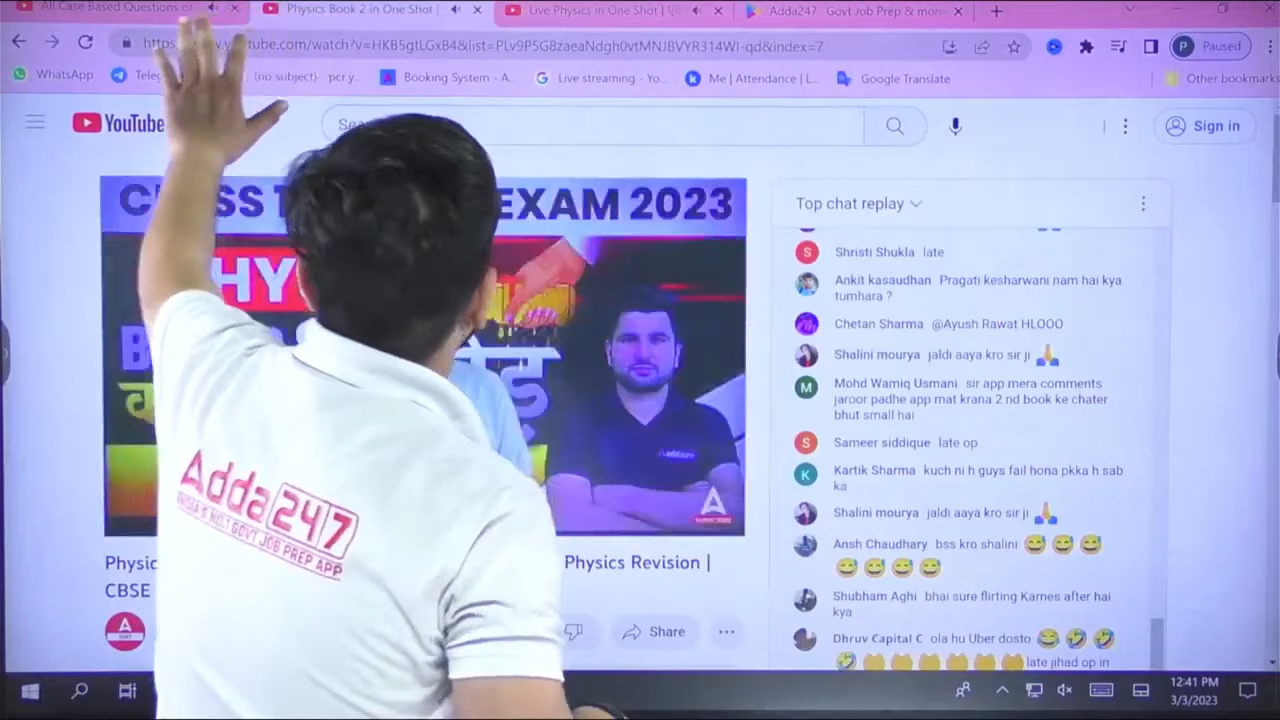 All Case Based Questions of
Physics Book 2 in One Shot
Live Physics in One Shot |
Adda247 Govt Job Prep & mor
tube.com/watch?v=HKB5gtLGxB4&list=PLv9P5G8zaeaNdgh0vtMNJBVYR314WI-qd&index=7
P Paused
WhatsApp
(no subject)
Booking System - A...
Live streaming - Yo...
Me | Attendance | L...
Google Translate
Other bookmarks
YouTube
Sign in
EXAM 2023
Top chat replay
S Shristi Shukla late
Ankit kasaudhan Pragati kesharwani nam hai kya
tumhara ?
Chetan Sharma @Ayush Rawat HLOOO
Shalini mourya jaldi aaya kro sir ji 🙏
M Mohd Wamiq Usmani sir app mera comments
jaroor padhe app mat krana 2 nd book ke chater
bhut small hai
S Sameer siddique late op
K Kartik Sharma kuch ni h guys fail hona pkka h sab
ka
Shalini mourya jaldi aaya kro sir ji 🙏
Ansh Chaudhary bss kro shalini 😅 😅 😅
😅 😅 😅 😅
Shubham Aghi bhai sure flirting Karnes after hai
kya
Dhruv Capital C ola hu Uber dosto 😂 🤣 🤣
🤣 late jihad op in
Adda247
INDIA'S NO.1 GOVT JOB PREP APP
Physics Revision |
CBSE
Share
...
12:41 PM
3/3/2023